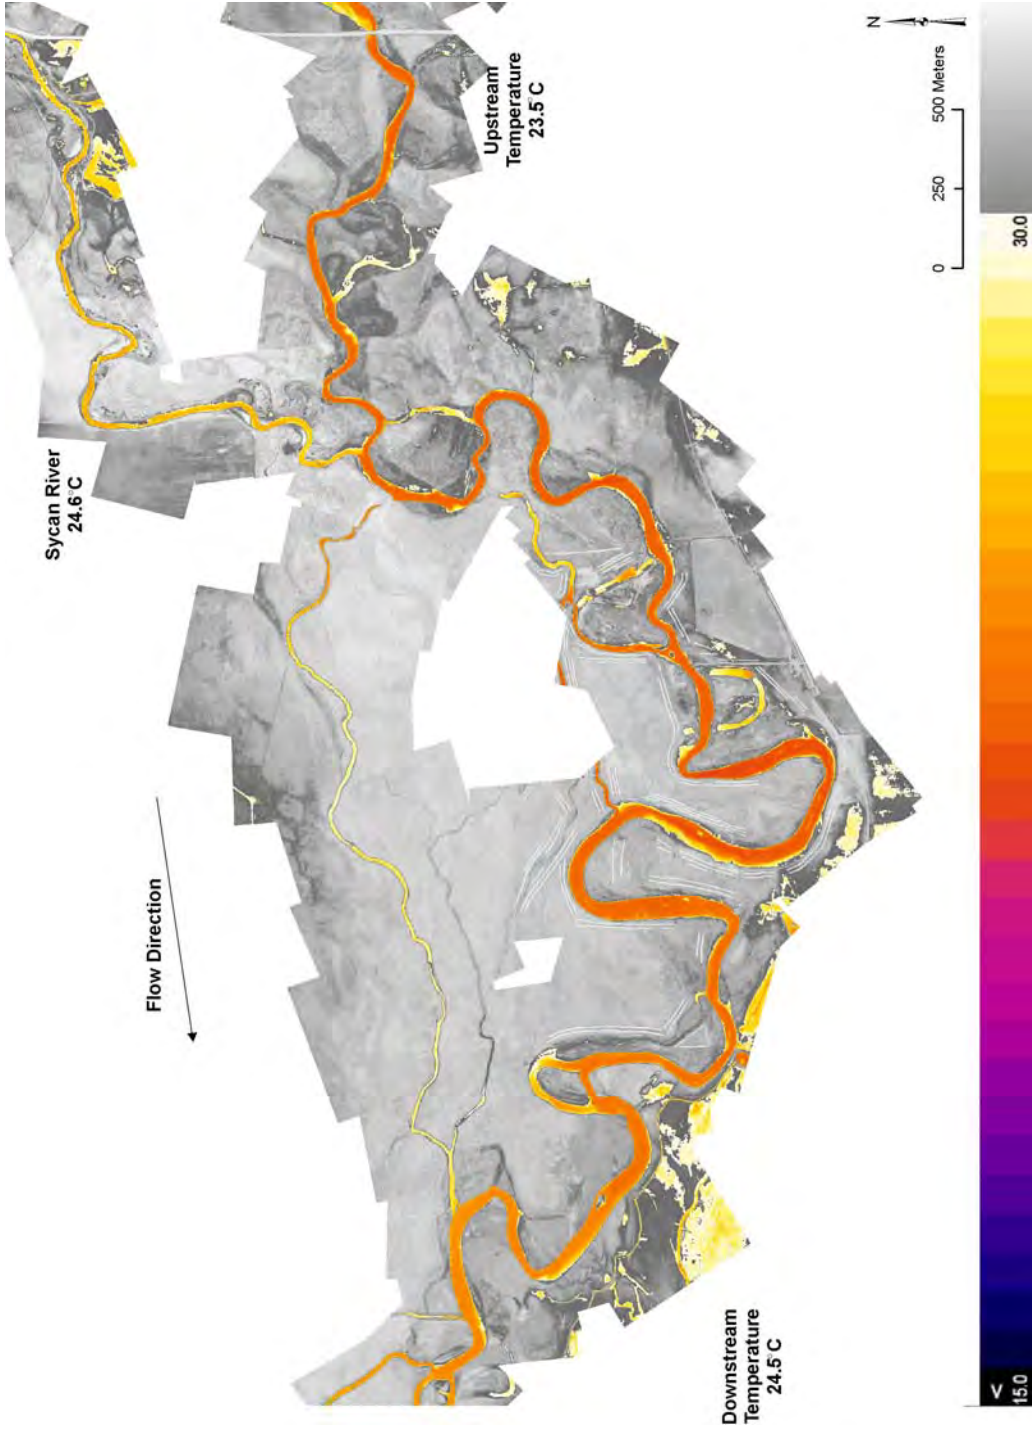 Sycan River
24.6°C
Upstream
Temperature
23.5°C
Flow Direction
Downstream
Temperature
24.5°C
N
0 250 500 Meters
< 15.0
30.0